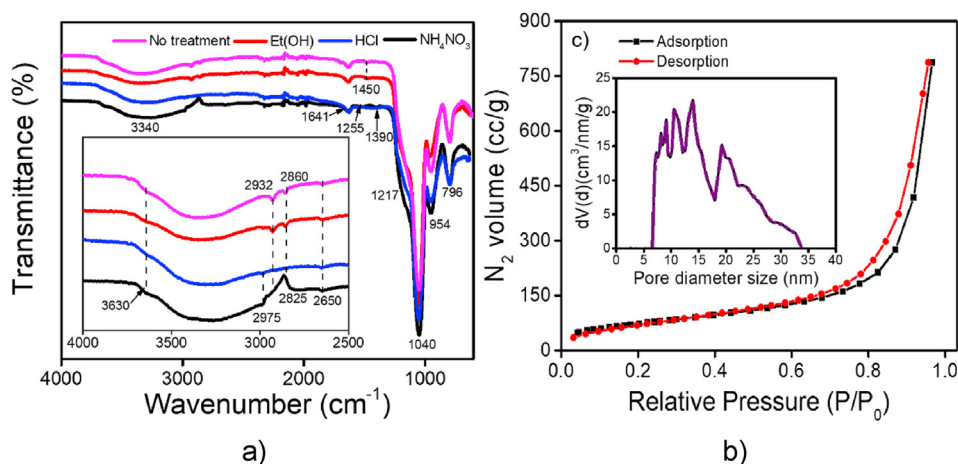 No treatment Et(OH) HCl NH₄NO₃
Transmittance (%)
3340
1641
1450
1255
1390
1217
954
796
1040
2932
2860
3630
2975
2825
2650
4000 3500 3000 2500
4000 3000 2000 1000
Wavenumber (cm⁻¹)
a)
c)
Adsorption
Desorption
N₂ volume (cc/g)
900
750
600
450
300
150
0
dV(d)(cm³/nm/g)
25
20
15
10
5
0
0 10 20 30 40
Pore diameter size (nm)
0.0 0.2 0.4 0.6 0.8 1.0
Relative Pressure (P/P₀)
b)